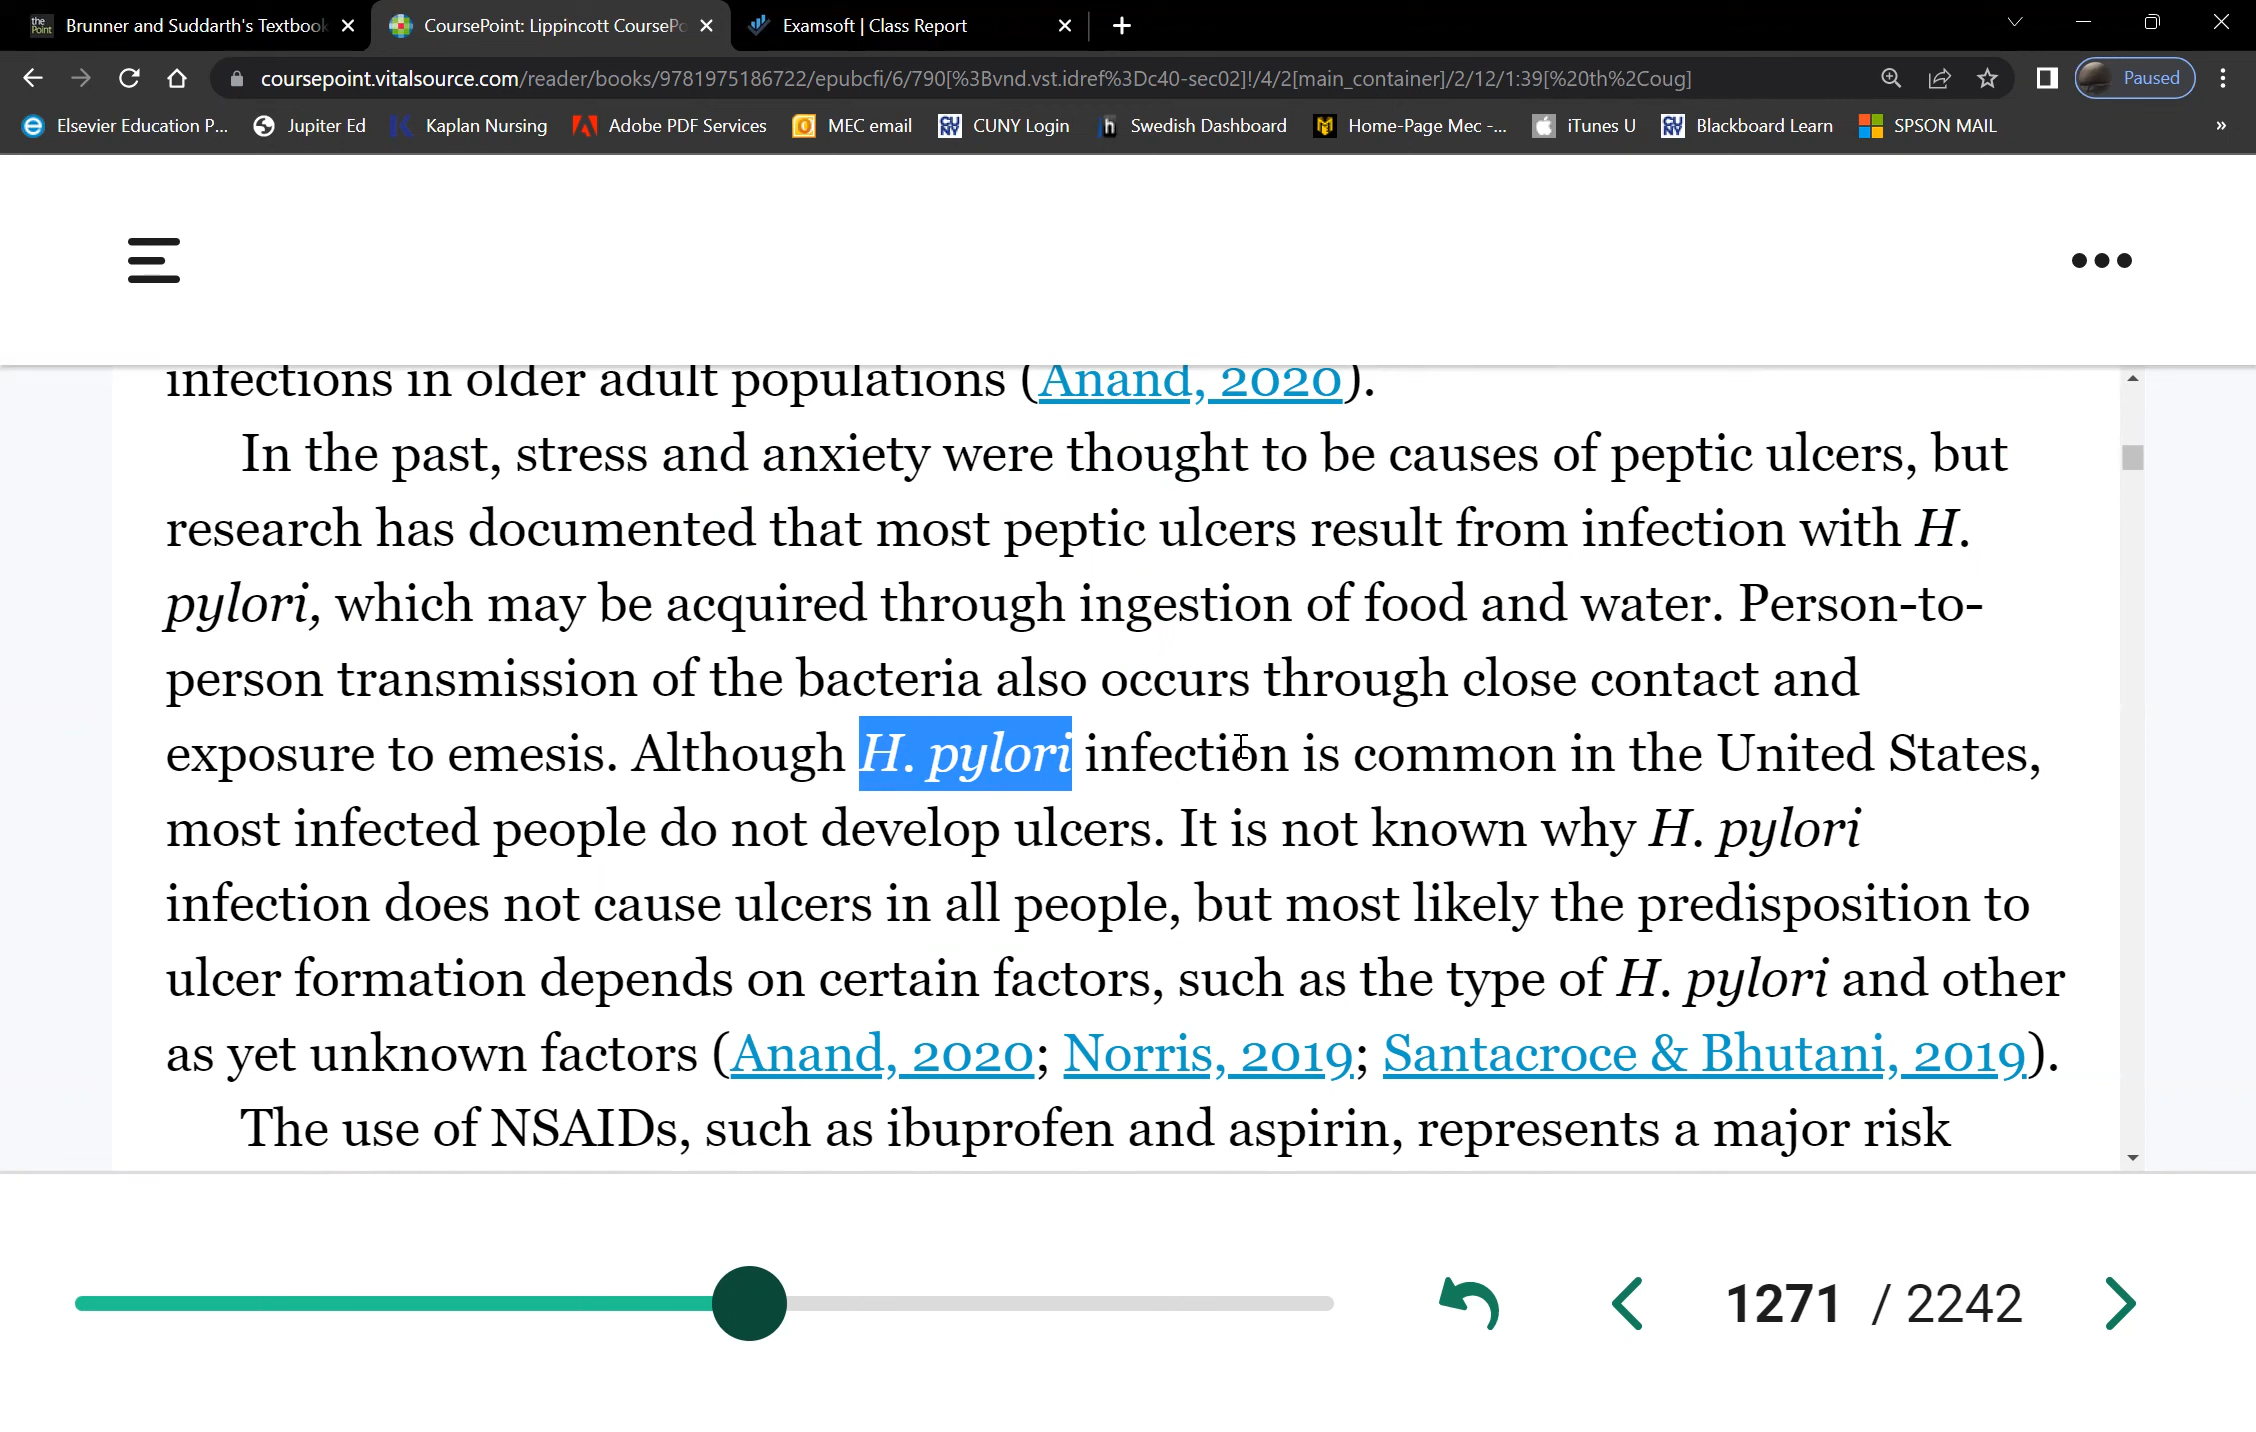 the Point Brunner and Suddarth's Textbook CoursePoint: Lippincott CoursePo Examsoft | Class Report
coursepoint.vitalsource.com/reader/books/9781975186722/epubcfi/6/790[%3Bvnd.vst.idref%3Dc40-sec02]!/4/2[main_container]/2/12/1:39[%20th%2Coug] Paused
Elsevier Education P... Jupiter Ed Kaplan Nursing Adobe PDF Services MEC email CUNY Login Swedish Dashboard Home-Page Mec -... iTunes U Blackboard Learn SPSON MAIL »
infections in older adult populations (Anand, 2020).
In the past, stress and anxiety were thought to be causes of peptic ulcers, but
research has documented that most peptic ulcers result from infection with H.
pylori, which may be acquired through ingestion of food and water. Person-to-
person transmission of the bacteria also occurs through close contact and
exposure to emesis. Although H. pylori infection is common in the United States,
most infected people do not develop ulcers. It is not known why H. pylori
infection does not cause ulcers in all people, but most likely the predisposition to
ulcer formation depends on certain factors, such as the type of H. pylori and other
as yet unknown factors (Anand, 2020; Norris, 2019; Santacroce & Bhutani, 2019).
The use of NSAIDs, such as ibuprofen and aspirin, represents a major risk
1271 / 2242